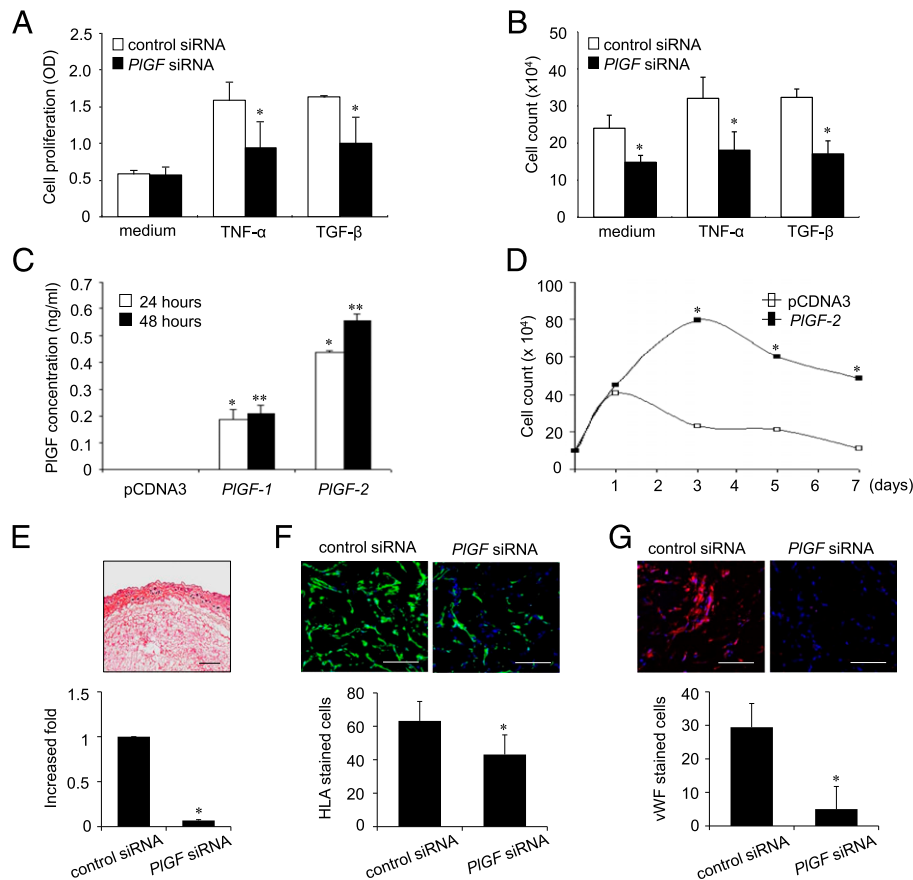 A
Cell proliferation (OD)
2.5
2.0
1.5
1.0
0.5
0
control siRNA
PlGF siRNA
*
*
medium
TNF-α
TGF-β
B
Cell count (x10⁴)
50
40
30
20
10
0
control siRNA
PlGF siRNA
*
*
*
medium
TNF-α
TGF-β
C
PlGF concentration (ng/ml)
0.7
0.6
0.5
0.4
0.3
0.2
0.1
0
24 hours
48 hours
*
**
*
**
pCDNA3
PlGF-1
PlGF-2
D
Cell count (x 10⁴)
100
80
60
40
20
0
pCDNA3
PlGF-2
*
*
*
1 2 3 4 5 6 7 (days)
E
Increased fold
1.5
1
0.5
0
*
control siRNA
PlGF siRNA
F
control siRNA
PlGF siRNA
HLA stained cells
80
60
40
20
0
*
control siRNA
PlGF siRNA
G
control siRNA
PlGF siRNA
vWF stained cells
40
30
20
10
0
*
control siRNA
PlGF siRNA